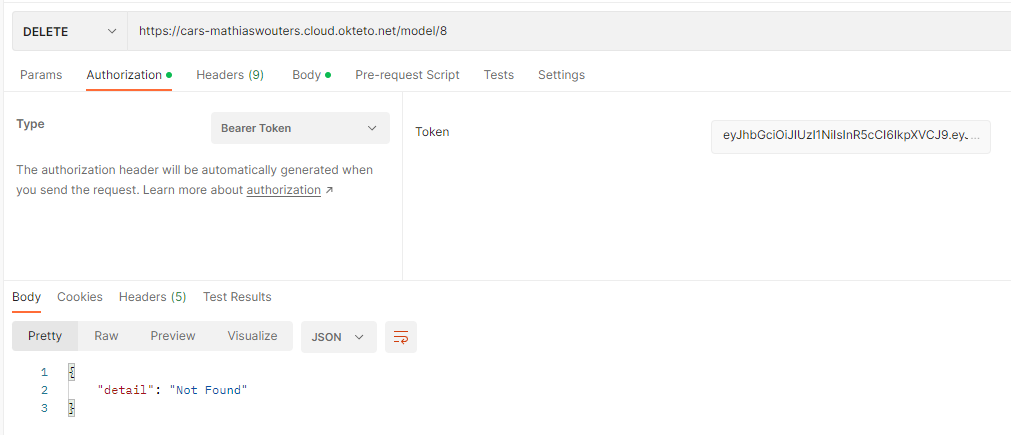 DELETE https://cars-mathiaswouters.cloud.okteto.net/model/8
Params Authorization Headers (9) Body Pre-request Script Tests Settings
Type Bearer Token Token eyJhbGciOiJIUzI1NiIsInR5cCI6IkpXVCJ9.eyJ ...
The authorization header will be automatically generated when
you send the request. Learn more about authorization ↗
Body Cookies Headers (5) Test Results
Pretty Raw Preview Visualize JSON
1 {
2 "detail": "Not Found"
3 }